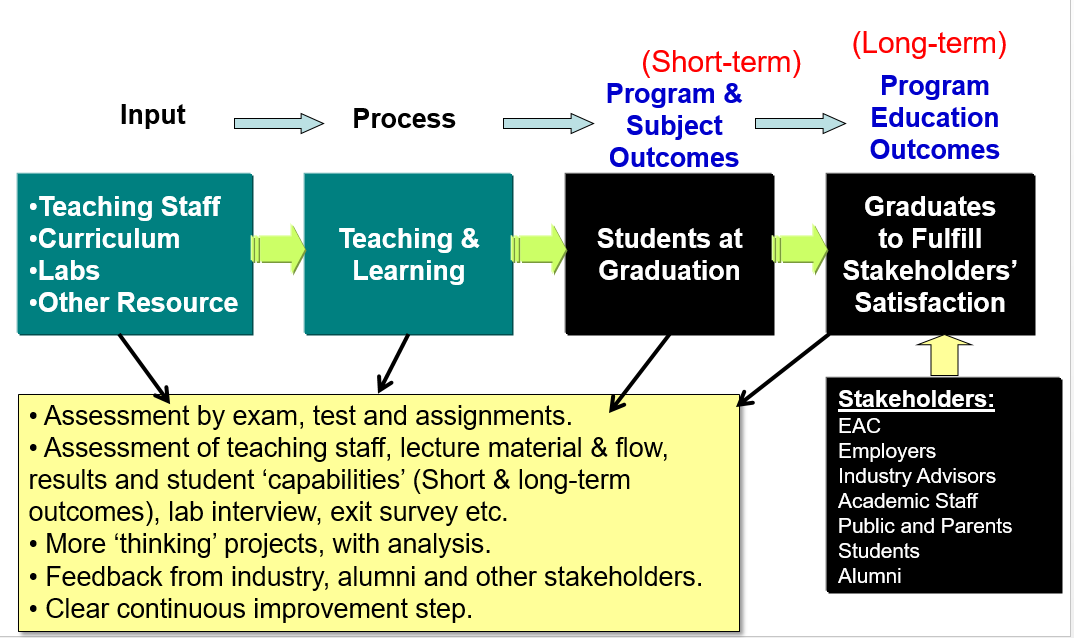 (Short-term)
(Long-term)
Input
Process
Program &
Subject
Outcomes
Program
Education
Outcomes
•Teaching Staff
•Curriculum
•Labs
•Other Resource
Teaching &
Learning
Students at
Graduation
Graduates
to Fulfill
Stakeholders’
Satisfaction
• Assessment by exam, test and assignments.
• Assessment of teaching staff, lecture material & flow,
results and student ‘capabilities’ (Short & long-term
outcomes), lab interview, exit survey etc.
• More ‘thinking’ projects, with analysis.
• Feedback from industry, alumni and other stakeholders.
• Clear continuous improvement step.
Stakeholders:
EAC
Employers
Industry Advisors
Academic Staff
Public and Parents
Students
Alumni